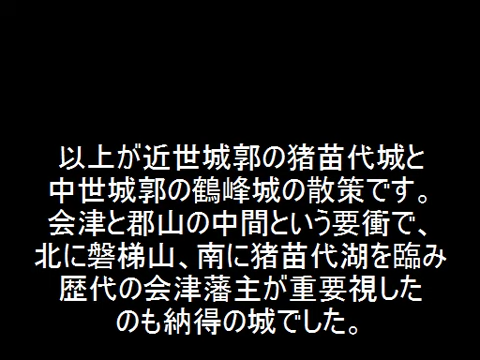 以上が近世城郭の猪苗代城と
中世城郭の鶴峰城の散策です。
会津と郡山の中間という要衝で、
北に磐梯山、南に猪苗代湖を臨み
歴代の会津藩主が重要視した
のも納得の城でした。